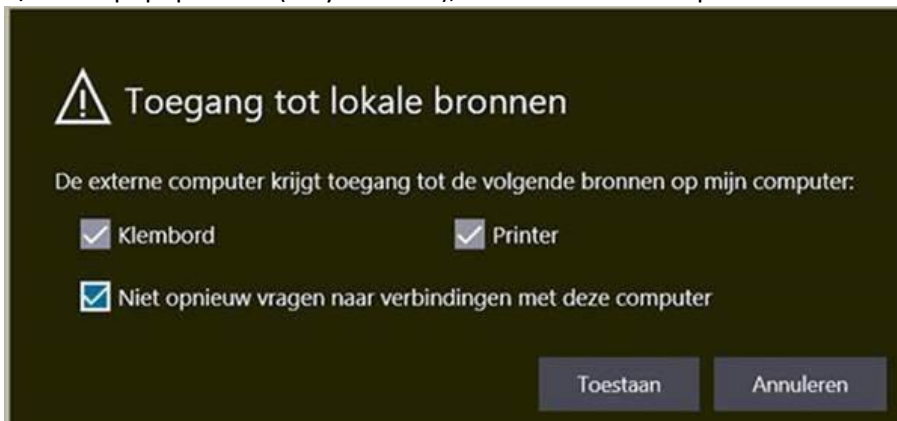 Toegang tot lokale bronnen
De externe computer krijgt toegang tot de volgende bronnen op mijn computer:
Klembord Printer
Niet opnieuw vragen naar verbindingen met deze computer
Toestaan Annuleren